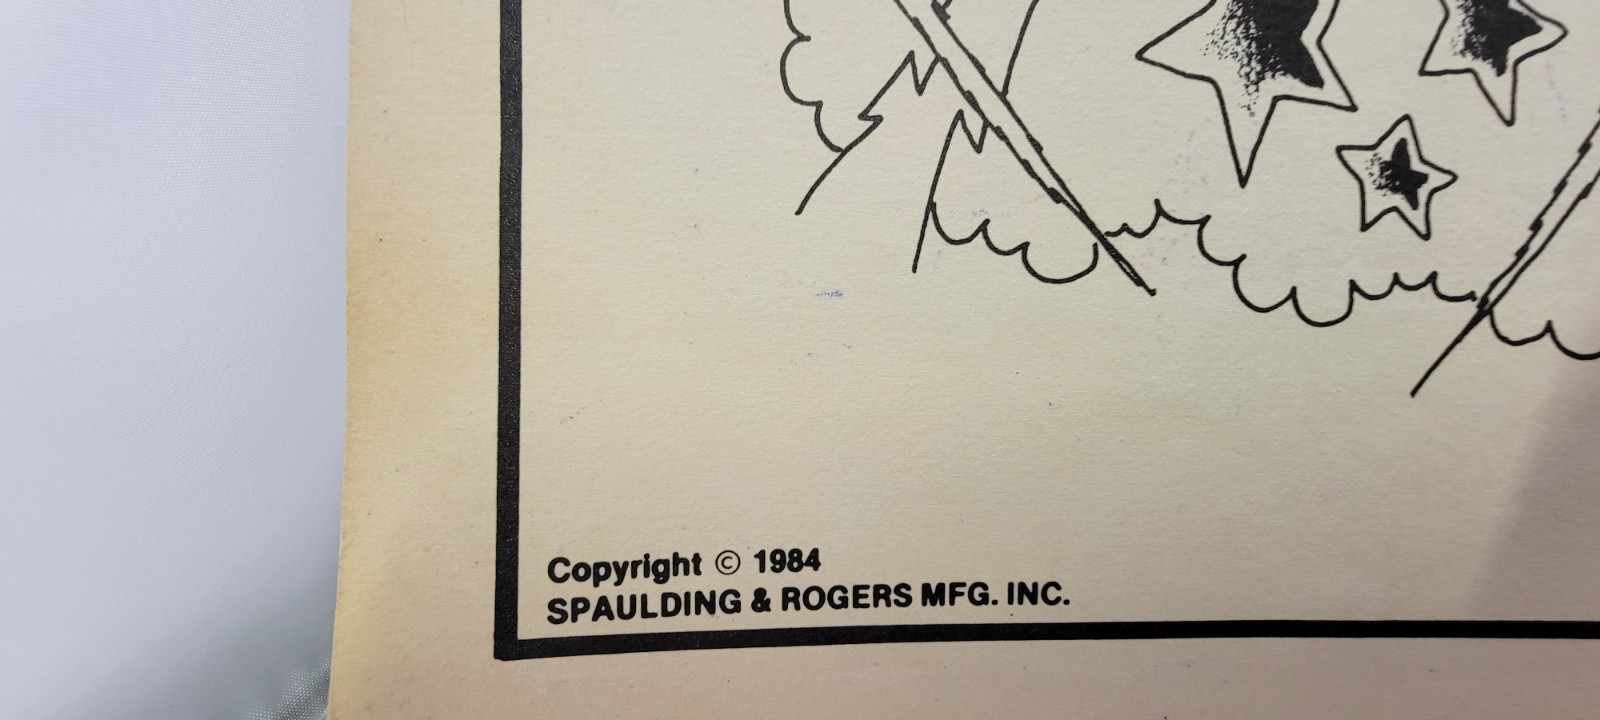 Copyright © 1984
SPAULDING & ROGERS MFG. INC.